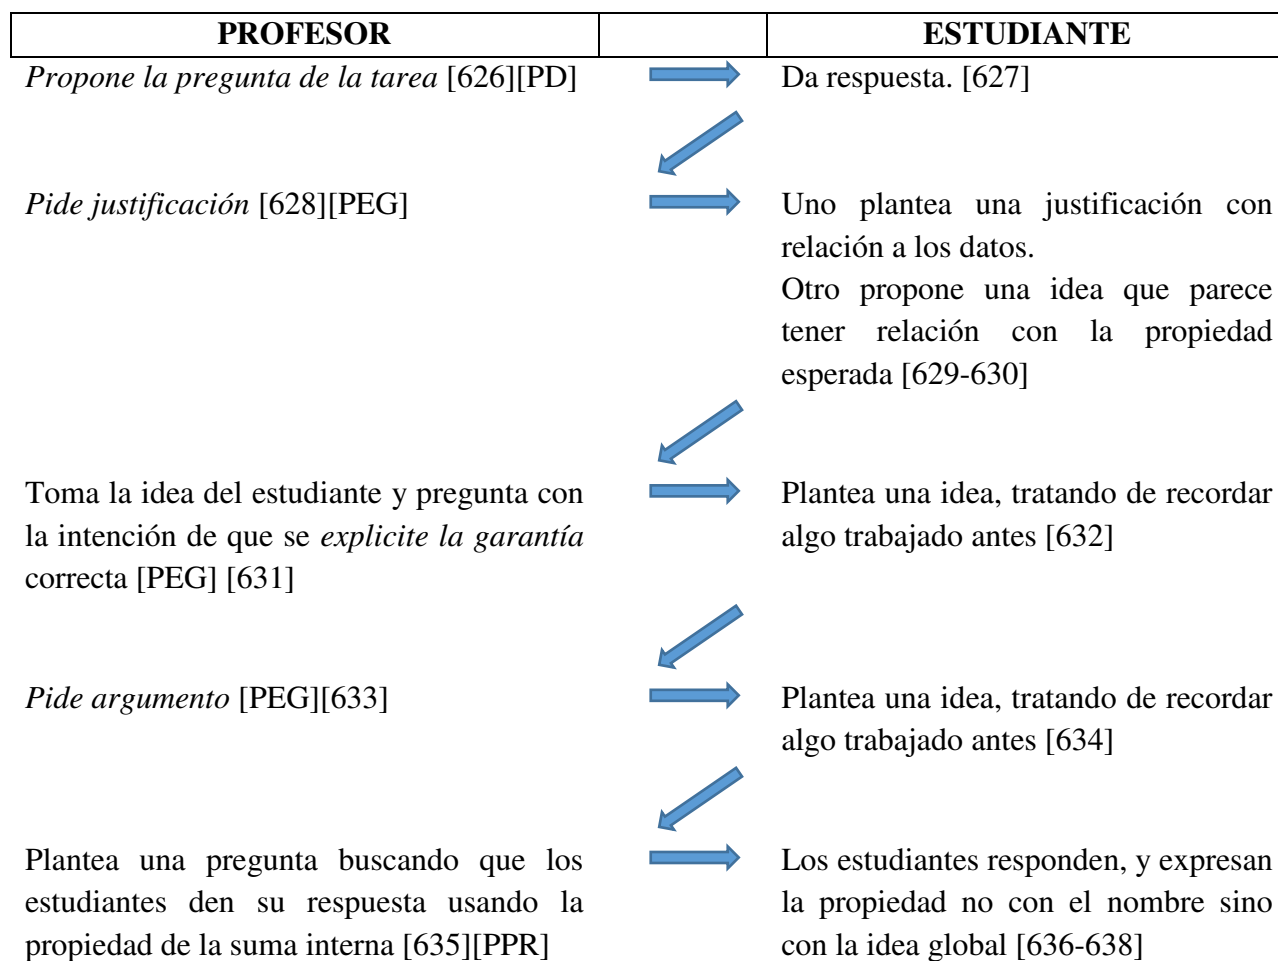 PROFESOR
ESTUDIANTE
Propone la pregunta de la tarea [626][PD]
Da respuesta. [627]
Pide justificación [628][PEG]
Uno plantea una justificación con
relación a los datos.
Otro propone una idea que parece
tener relación con la propiedad
esperada [629-630]
Toma la idea del estudiante y pregunta con
la intención de que se explicite la garantía
correcta [PEG] [631]
Plantea una idea, tratando de recordar
algo trabajado antes [632]
Pide argumento [PEG][633]
Plantea una idea, tratando de recordar
algo trabajado antes [634]
Plantea una pregunta buscando que los
estudiantes den su respuesta usando la
propiedad de la suma interna [635][PPR]
Los estudiantes responden, y expresan
la propiedad no con el nombre sino
con la idea global [636-638]